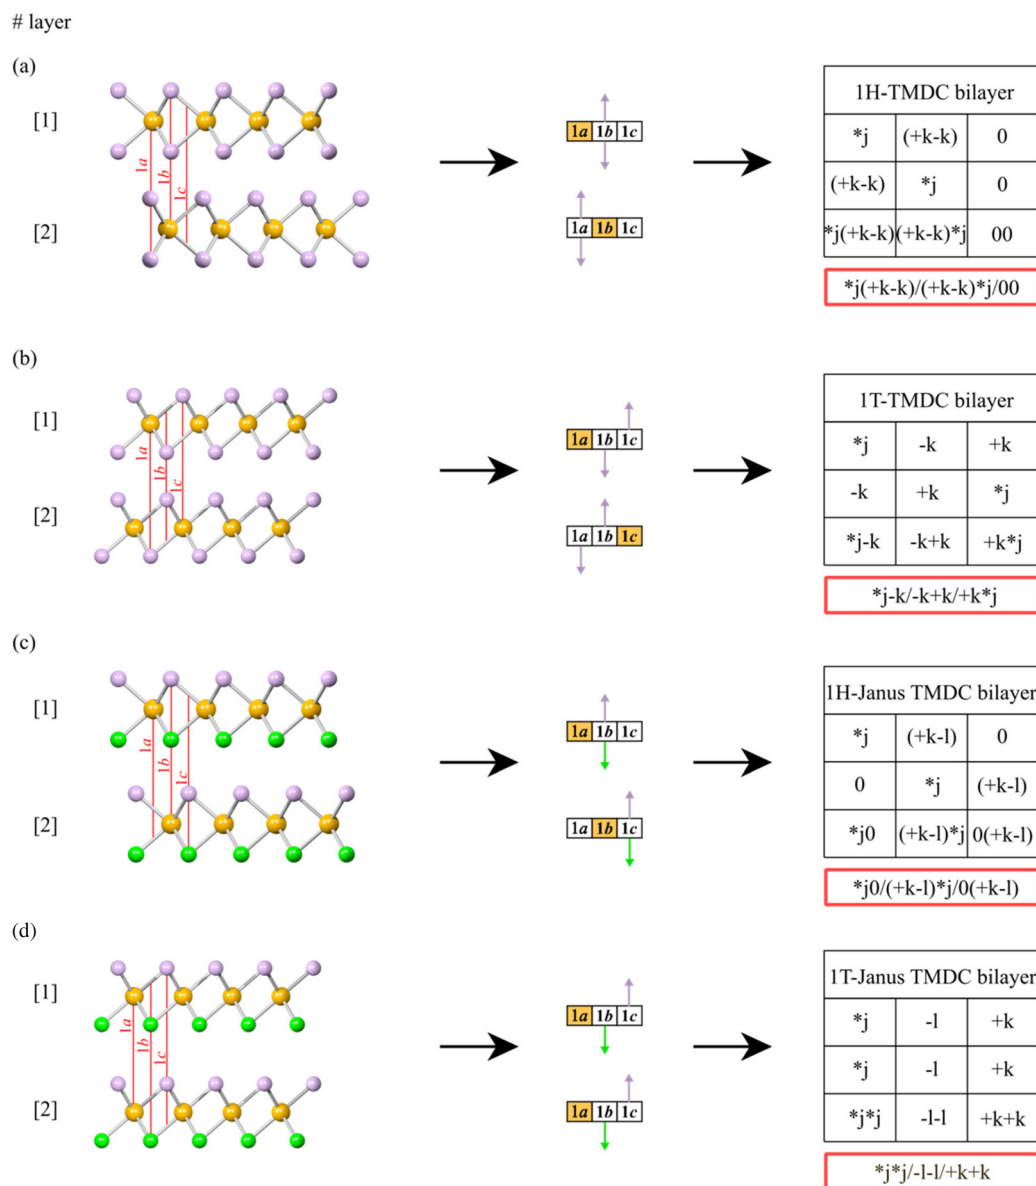 # layer
(a)
[1]
1a
1b
1c
[2]
1a 1b 1c
1a 1b 1c
1H-TMDC bilayer
*j (+k-k) 0
(+k-k) *j 0
*j(+k-k) (+k-k)*j 00
*j(+k-k)/(+k-k)*j/00
(b)
[1]
1a
1b
1c
[2]
1a 1b 1c
1a 1b 1c
1T-TMDC bilayer
*j -k +k
-k +k *j
*j-k -k+k +k*j
*j-k/-k+k/+k*j
(c)
[1]
1a
1b
1c
[2]
1a 1b 1c
1a 1b 1c
1H-Janus TMDC bilayer
*j (+k-l) 0
0 *j (+k-l)
*j0 (+k-l)*j 0(+k-l)
*j0/(+k-l)*j/0(+k-l)
(d)
[1]
1a
1b
1c
[2]
1a 1b 1c
1a 1b 1c
1T-Janus TMDC bilayer
*j -l +k
*j -l +k
*j*j -l-l +k+k
*j*j/-l-l/+k+k